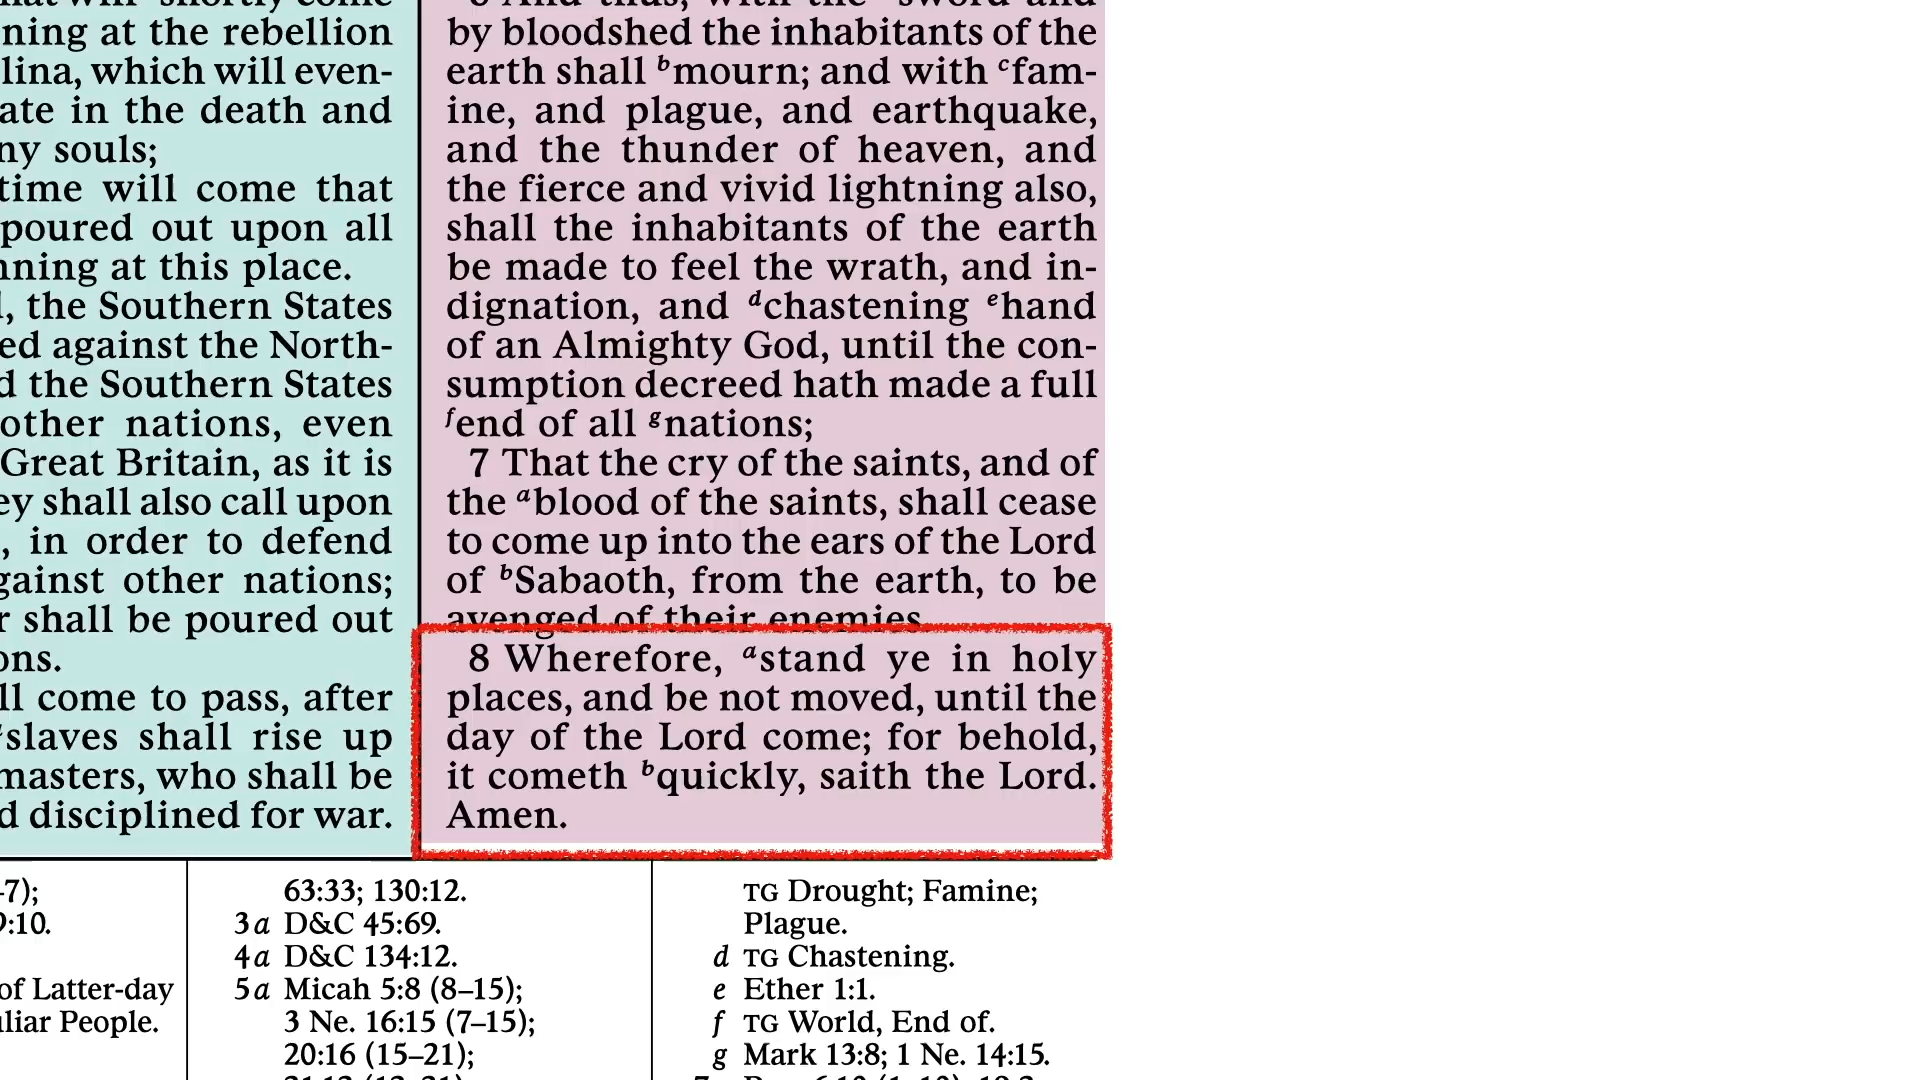 ning at the rebellion
lina, which will even-
ate in the death and
ny souls;
time will come that
poured out upon all
nning at this place.
, the Southern States
ed against the North-
d the Southern States
other nations, even
Great Britain, as it is
ey shall also call upon
, in order to defend
gainst other nations;
r shall be poured out
ons.
ll come to pass, after
slaves shall rise up
masters, who shall be
d disciplined for war.
by bloodshed the inhabitants of the
earth shall bmourn; and with cfam-
ine, and plague, and earthquake,
and the thunder of heaven, and
the fierce and vivid lightning also,
shall the inhabitants of the earth
be made to feel the wrath, and in-
dignation, and dchastening ehand
of an Almighty God, until the con-
sumption decreed hath made a full
fend of all gnations;
7 That the cry of the saints, and of
the ablood of the saints, shall cease
to come up into the ears of the Lord
of bSabaoth, from the earth, to be
avenged of their enemies.
8 Wherefore, astand ye in holy
places, and be not moved, until the
day of the Lord come; for behold,
it cometh bquickly, saith the Lord.
Amen.
–7);
9:10.
of Latter-day
uliar People.
63:33; 130:12.
3a D&C 45:69.
4a D&C 134:12.
5a Micah 5:8 (8–15);
3 Ne. 16:15 (7–15);
20:16 (15–21);
TG Drought; Famine;
Plague.
d TG Chastening.
e Ether 1:1.
f TG World, End of.
g Mark 13:8; 1 Ne. 14:15.